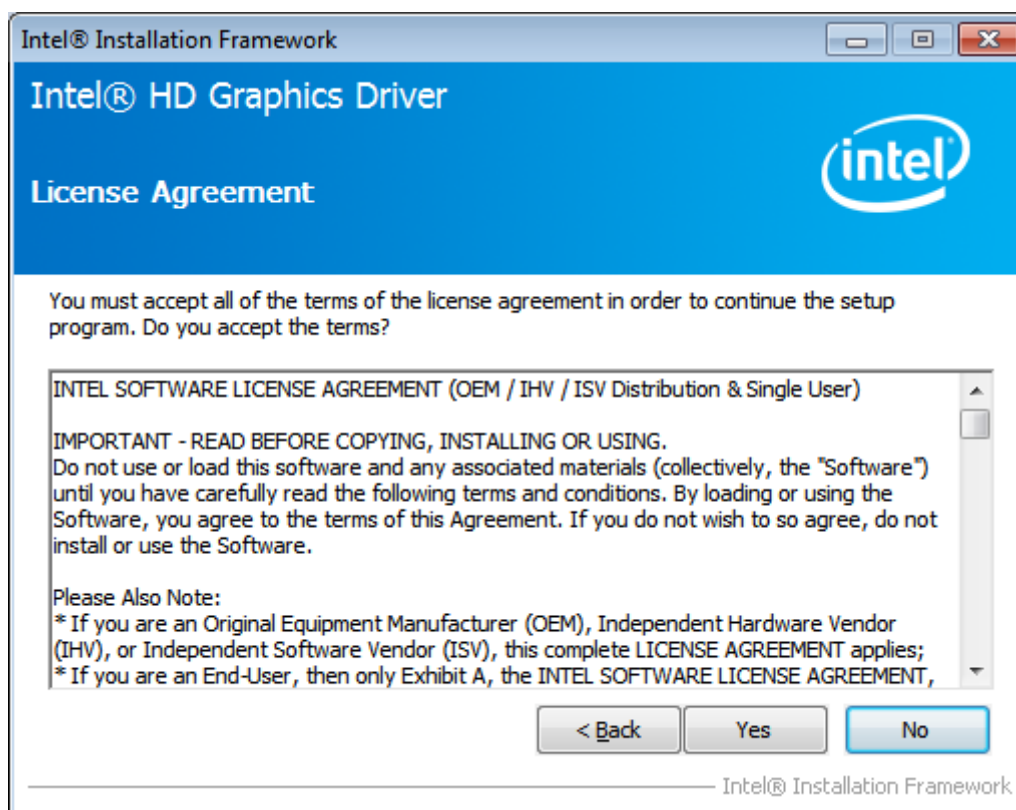 Intel® Installation Framework
Intel® HD Graphics Driver
intel
License Agreement
You must accept all of the terms of the license agreement in order to continue the setup
program. Do you accept the terms?
INTEL SOFTWARE LICENSE AGREEMENT (OEM / IHV / ISV Distribution & Single User)
IMPORTANT - READ BEFORE COPYING, INSTALLING OR USING.
Do not use or load this software and any associated materials (collectively, the "Software")
until you have carefully read the following terms and conditions. By loading or using the
Software, you agree to the terms of this Agreement. If you do not wish to so agree, do not
install or use the Software.
Please Also Note:
* If you are an Original Equipment Manufacturer (OEM), Independent Hardware Vendor
(IHV), or Independent Software Vendor (ISV), this complete LICENSE AGREEMENT applies;
* If you are an End-User, then only Exhibit A, the INTEL SOFTWARE LICENSE AGREEMENT,
< Back Yes No
Intel® Installation Framework